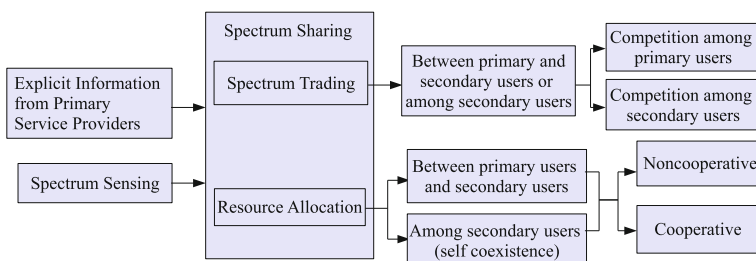 Explicit Information
from Primary
Service Providers
Spectrum Sensing
Spectrum Sharing
Spectrum Trading
Resource Allocation
Between primary and
secondary users or
among secondary users
Competition among
primary users
Competition among
secondary users
Between primary users
and secondary users
Among secondary users
(self coexistence)
Noncooperative
Cooperative